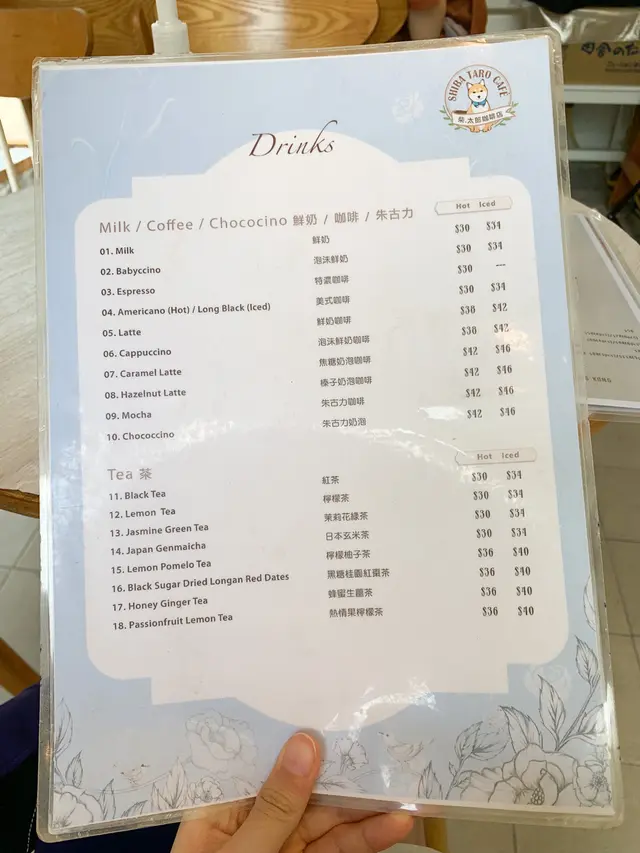 SHIBA TARO CAFE
柴.太郎咖啡店
Drinks
Milk / Coffee / Chococino 鮮奶 / 咖啡 / 朱古力 Hot Iced
01. Milk 鮮奶 $30 $34
02. Babyccino 泡沫鮮奶 $30 $34
03. Espresso 特濃咖啡 $30 ---
04. Americano (Hot) / Long Black (Iced) 美式咖啡 $30 $34
05. Latte 鮮奶咖啡 $38 $42
06. Cappuccino 泡沫鮮奶咖啡 $38 $42
07. Caramel Latte 焦糖奶泡咖啡 $42 $46
08. Hazelnut Latte 榛子奶泡咖啡 $42 $46
09. Mocha 朱古力咖啡 $42 $46
10. Chococcino 朱古力奶泡 $42 $46
Tea 茶 Hot Iced
11. Black Tea 紅茶 $30 $34
12. Lemon Tea 檸檬茶 $30 $34
13. Jasmine Green Tea 茉莉花綠茶 $30 $34
14. Japan Genmaicha 日本玄米茶 $30 $34
15. Lemon Pomelo Tea 檸檬柚子茶 $36 $40
16. Black Sugar Dried Longan Red Dates 黑糖桂圓紅棗茶 $36 $40
17. Honey Ginger Tea 蜂蜜生薑茶 $36 $40
18. Passionfruit Lemon Tea 熱情果檸檬茶 $36 $40